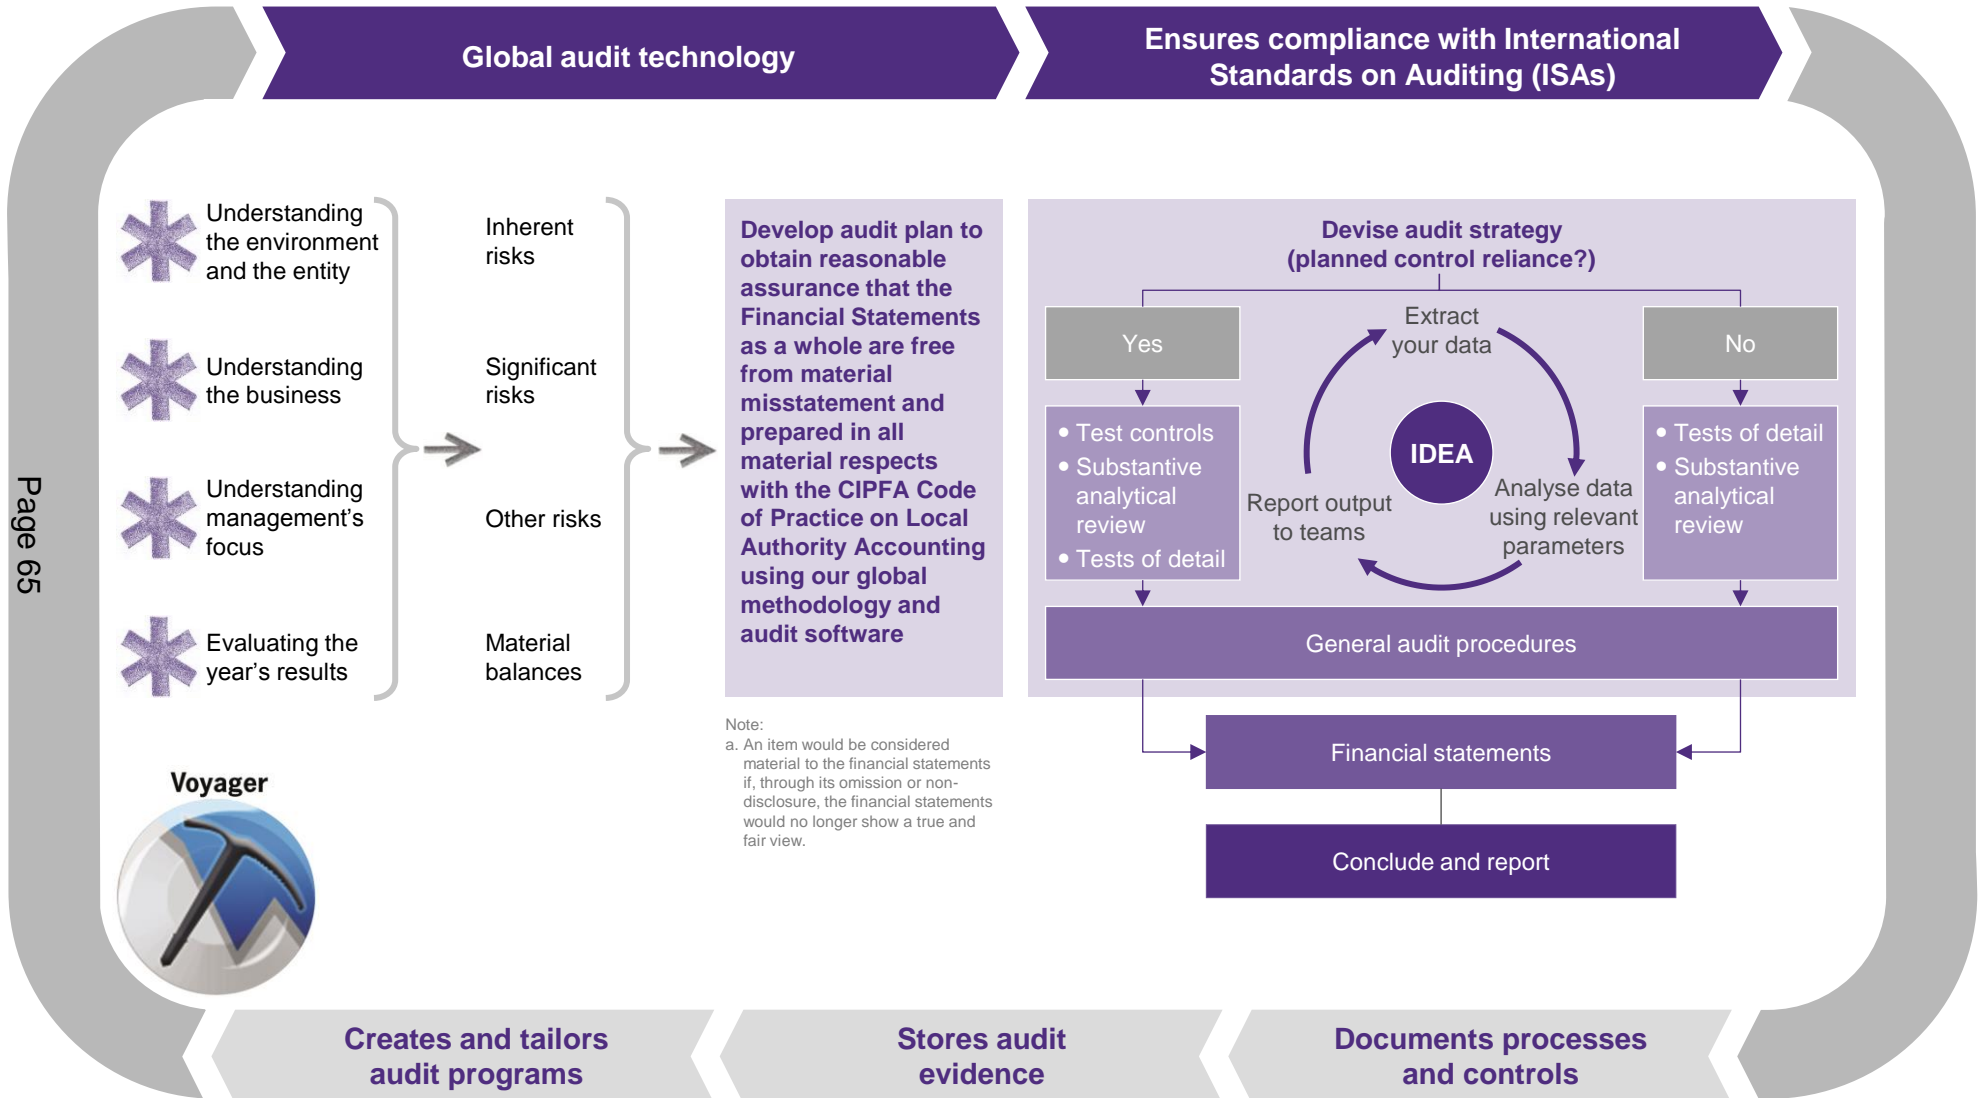 Global audit technology
Ensures compliance with International
Standards on Auditing (ISAs)
Understanding
the environment
and the entity
Understanding
the business
Understanding
management’s
focus
Evaluating the
year’s results
Inherent
risks
Significant
risks
Other risks
Material
balances
Develop audit plan to
obtain reasonable
assurance that the
Financial Statements
as a whole are free
from material
misstatement and
prepared in all
material respects
with the CIPFA Code
of Practice on Local
Authority Accounting
using our global
methodology and
audit software
Note:
a. An item would be considered
material to the financial statements
if, through its omission or non-
disclosure, the financial statements
would no longer show a true and
fair view.
Devise audit strategy
(planned control reliance?)
Yes
• Test controls
• Substantive
analytical
review
• Tests of detail
Extract
your data
IDEA
Analyse data
using relevant
parameters
Report output
to teams
No
• Tests of detail
• Substantive
analytical
review
General audit procedures
Financial statements
Conclude and report
Voyager
Creates and tailors
audit programs
Stores audit
evidence
Documents processes
and controls
Page 65